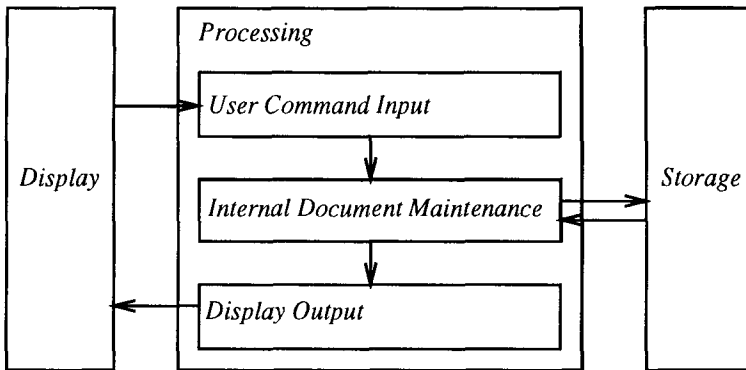 Processing
User Command Input
Display
Internal Document Maintenance
Storage
Display Output